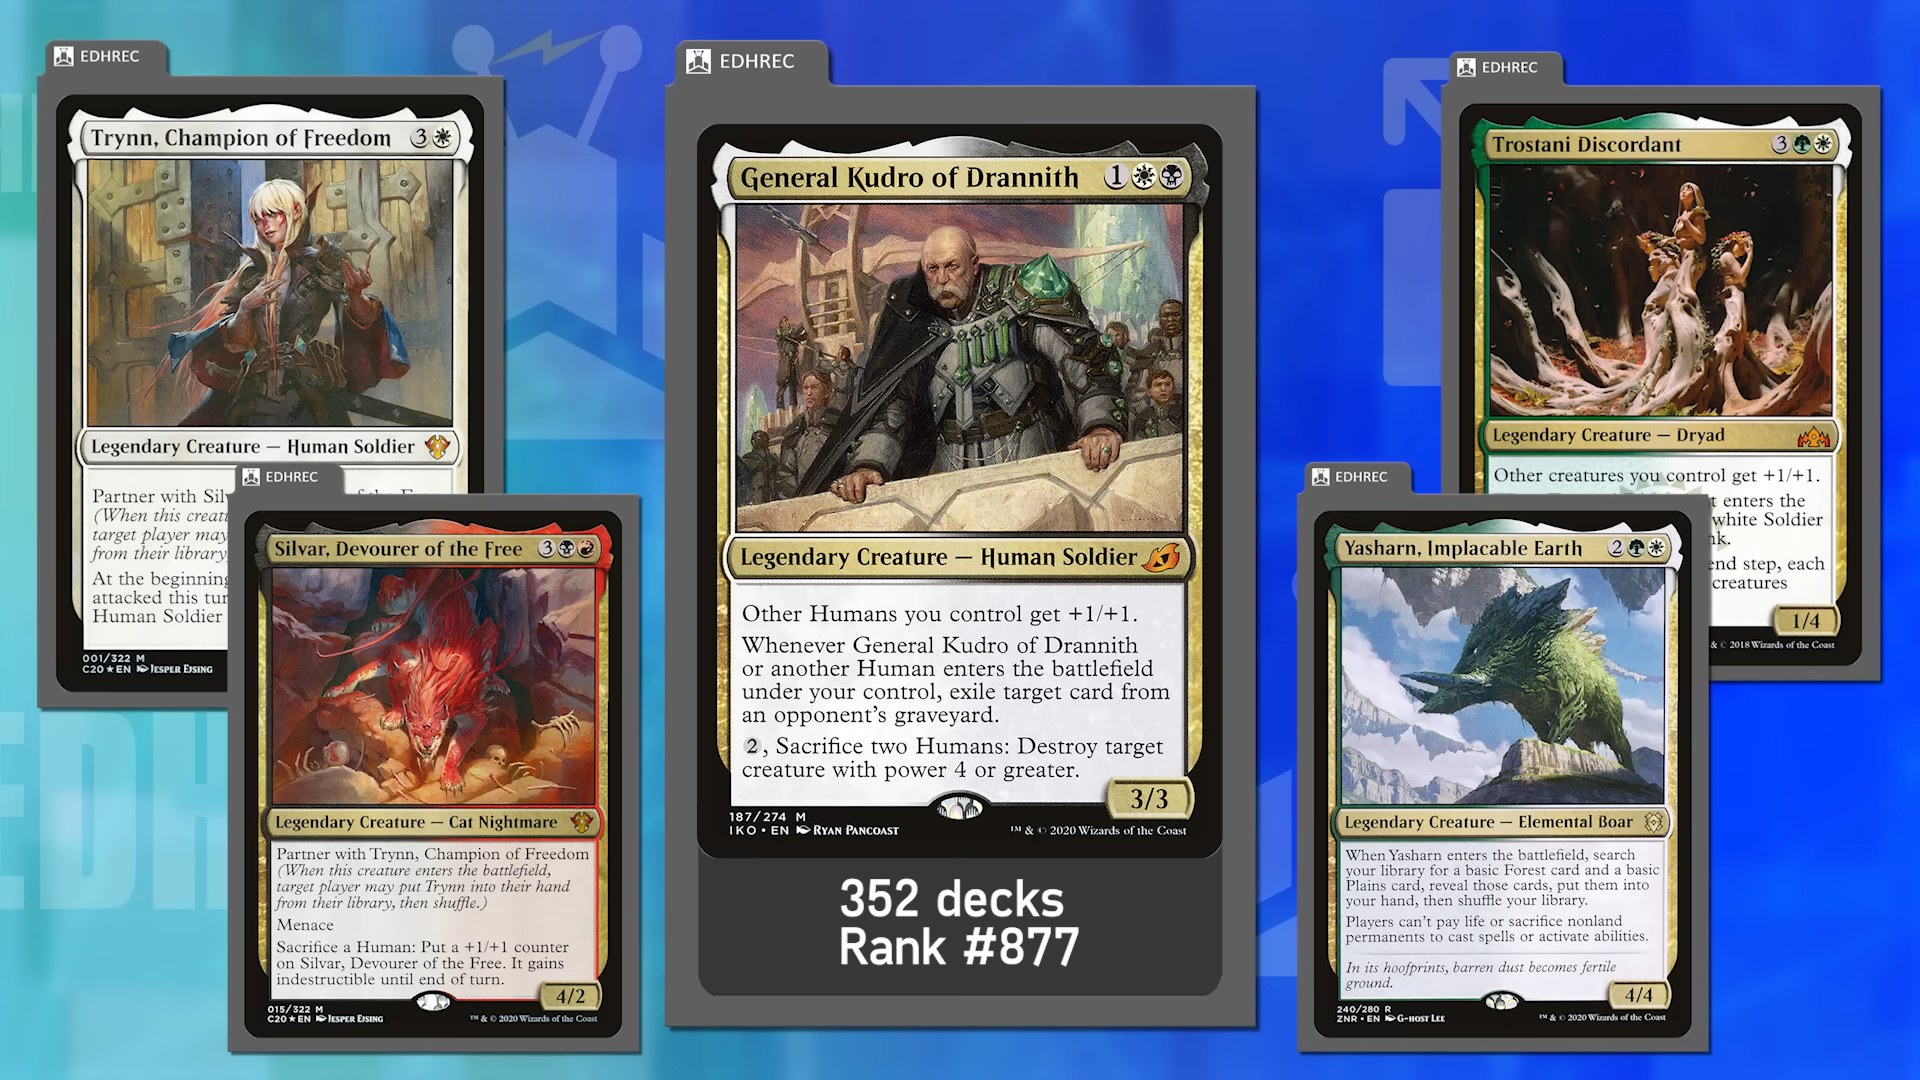 EDHREC
Trynn, Champion of Freedom 3
Legendary Creature — Human Soldier
Partner with
(When this
target player may
from their library
At the beginning
attacked this
Human Soldier
001/322 M
C20 ★ EN JESPER EJSING
EDHREC
Silvar, Devourer of the Free 3
Legendary Creature — Cat Nightmare
Partner with Trynn, Champion of Freedom
(When this creature enters the battlefield,
target player may put Trynn into their hand
from their library, then shuffle.)
Menace
Sacrifice a Human: Put a +1/+1 counter
on Silvar, Devourer of the Free. It gains
indestructible until end of turn.
4/2
015/322 M
C20 ★ EN JESPER EJSING
™ & © 2020 Wizards of the Coast
EDHREC
General Kudro of Drannith 1
Legendary Creature — Human Soldier
Other Humans you control get +1/+1.
Whenever General Kudro of Drannith
or another Human enters the battlefield
under your control, exile target card from
an opponent's graveyard.
2, Sacrifice two Humans: Destroy target
creature with power 4 or greater.
3/3
187/274 M
IKO • EN RYAN PANCOAST
™ & © 2020 Wizards of the Coast
352 decks
Rank #877
EDHREC
Trostani Discordant 3
Legendary Creature — Dryad
Other creatures you control get +1/+1.
enters the
white Soldier
end step, each
creatures
1/4
& © 2018 Wizards of the Coast
EDHREC
Yasharn, Implacable Earth 2
Legendary Creature — Elemental Boar
When Yasharn enters the battlefield, search
your library for a basic Forest card and a basic
Plains card, reveal those cards, put them into
your hand, then shuffle your library.
Players can't pay life or sacrifice nonland
permanents to cast spells or activate abilities.
In its hoofprints, barren dust becomes fertile
ground.
4/4
240/280 R
ZNR • EN G-HOST LEE
™ & © 2020 Wizards of the Coast
EDH